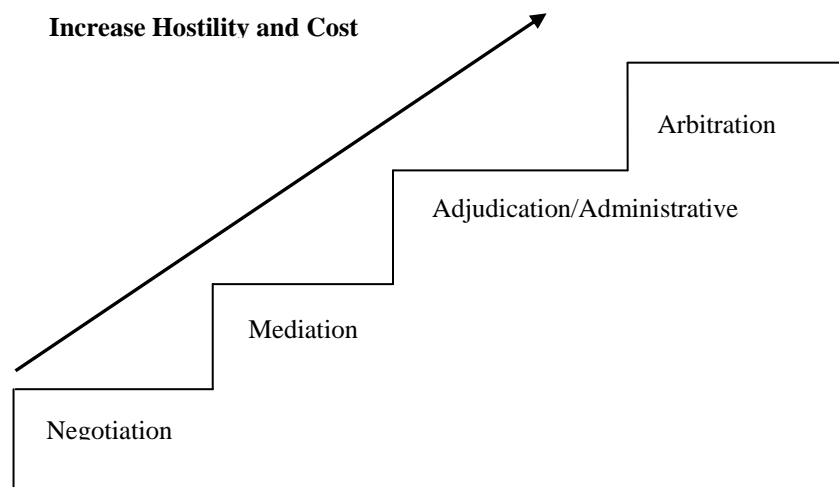 Increase Hostility and Cost
Arbitration
Adjudication/Administrative
Mediation
Negotiation